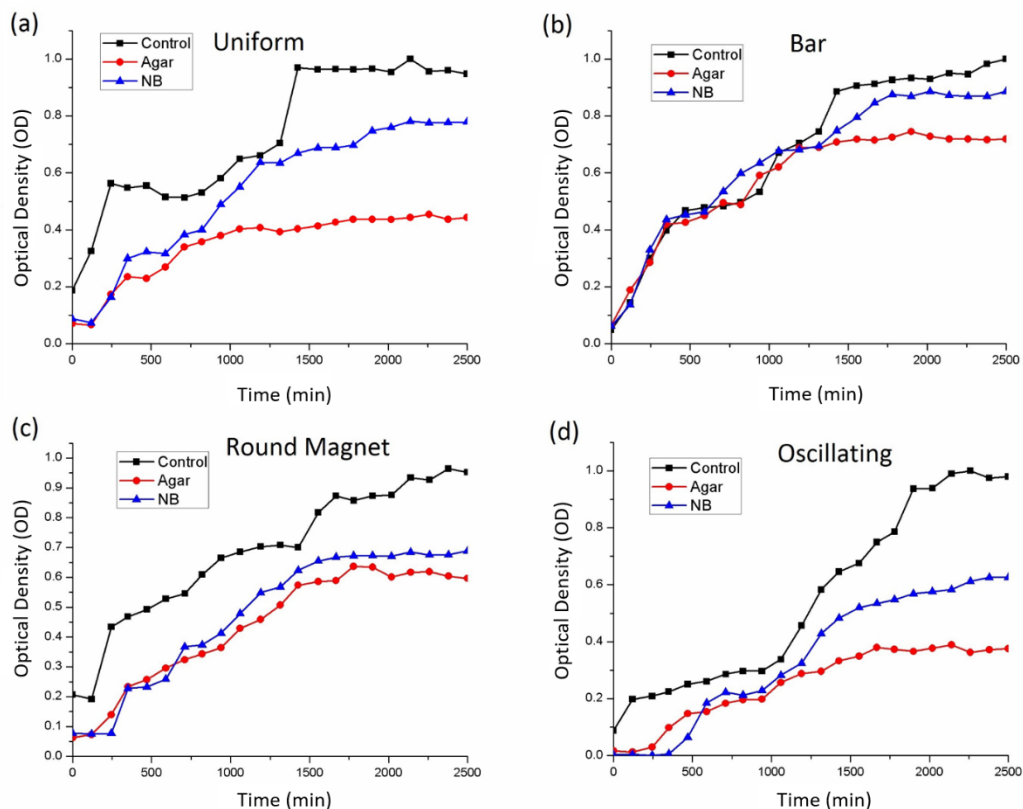 (a)
Uniform
Control
Agar
NB
1.0
0.8
0.6
0.4
0.2
0.0
Optical Density (OD)
0 500 1000 1500 2000 2500
Time (min)
(b)
Bar
Control
Agar
NB
1.0
0.8
0.6
0.4
0.2
0.0
Optical Density (OD)
0 500 1000 1500 2000 2500
Time (min)
(c)
Round Magnet
Control
Agar
NB
1.0
0.9
0.8
0.7
0.6
0.5
0.4
0.3
0.2
0.1
0.0
Optical Density (OD)
0 500 1000 1500 2000 2500
Time (min)
(d)
Oscillating
Control
Agar
NB
1.0
0.8
0.6
0.4
0.2
0.0
Optical Density (OD)
0 500 1000 1500 2000 2500
Time (min)